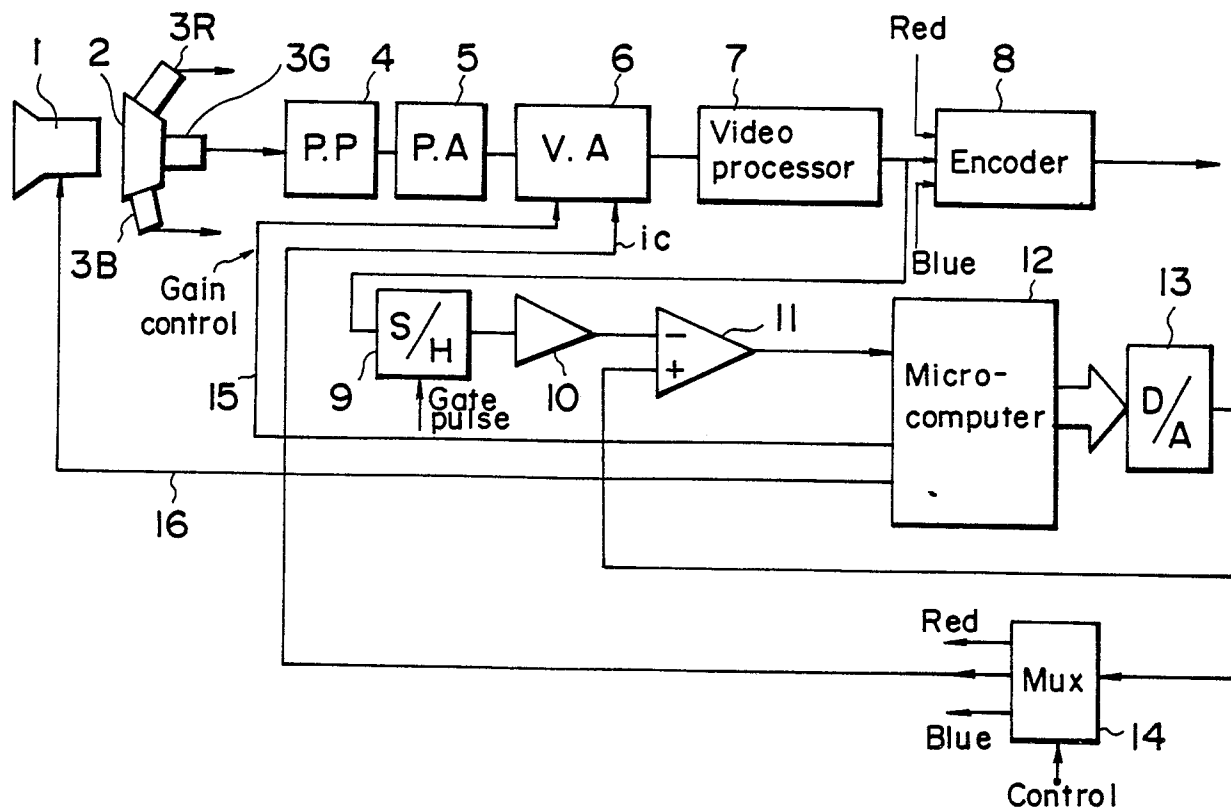 3R
1
2
3G
4
5
6
7
Red
8
P.P
P.A
V.A
Video
processor
Encoder
3B
ic
Blue
Gain
control
12
13
S/H
11
Micro-
computer
D/A
15
9
Gate
pulse
10
16
Red
Mux
Blue
14
Control